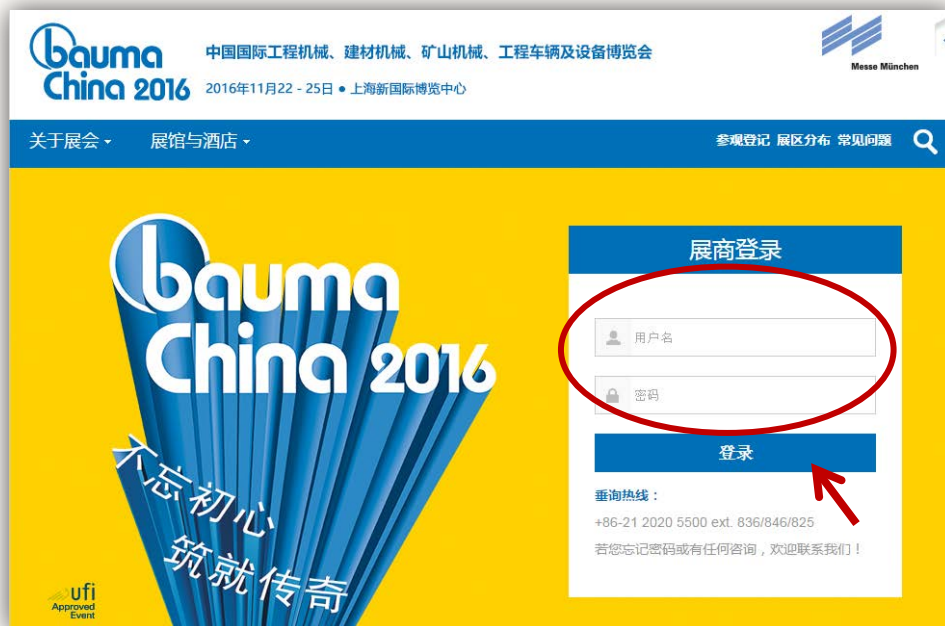 bauma
China 2016
中国国际工程机械、建材机械、矿山机械、工程车辆及设备博览会
2016年11月22 - 25日 ● 上海新国际博览中心
Messe München
关于展会
展馆与酒店
参观登记 展区分布 常见问题
bauma
China 2016
不忘初心
筑就传奇
ufi
Approved
Event
展商登录
用户名
密码
登录
垂询热线：
+86-21 2020 5500 ext. 836/846/825
若您忘记密码或有任何咨询，欢迎联系我们！